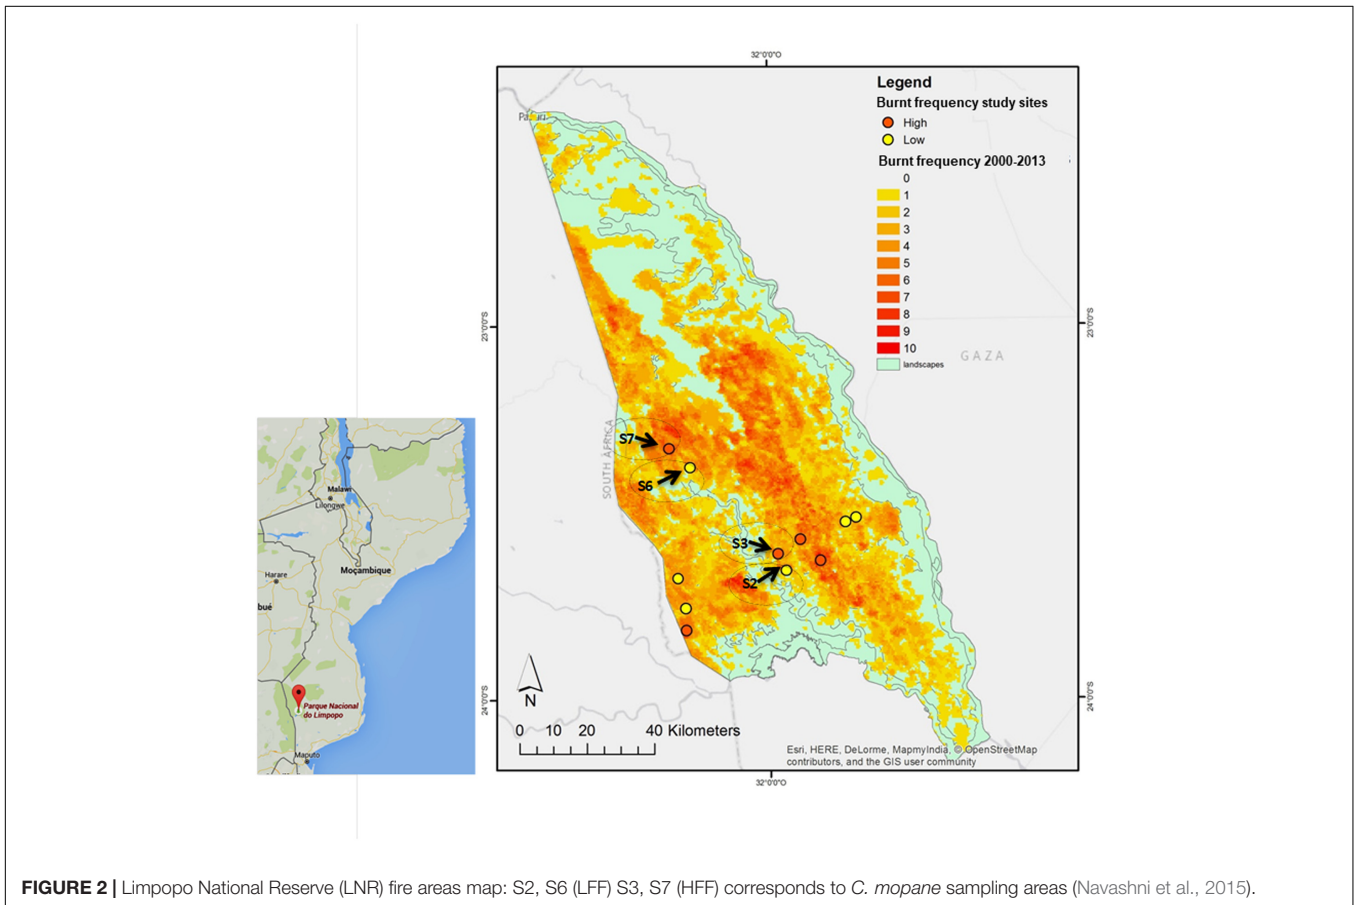 32°0'0"O
Legend
Burnt frequency study sites
High
Low
Burnt frequency 2000-2013
0
1
2
3
4
5
6
7
8
9
10
landscapes
23°0'0"S
23°0'0"S
GAZA
SOUTH AFRICA
S7
S6
S3
S2
24°0'0"S
24°0'0"S
N
0 10 20 40 Kilometers
Esri, HERE, DeLorme, MapmyIndia, © OpenStreetMap
contributors, and the GIS user community
32°0'0"O
Malawi
Lilongwe
Moçambique
Harare
bué
Parque Nacional
do Limpopo
Maputo
FIGURE 2 | Limpopo National Reserve (LNR) fire areas map: S2, S6 (LFF) S3, S7 (HFF) corresponds to C. mopane sampling areas (Navashni et al., 2015).